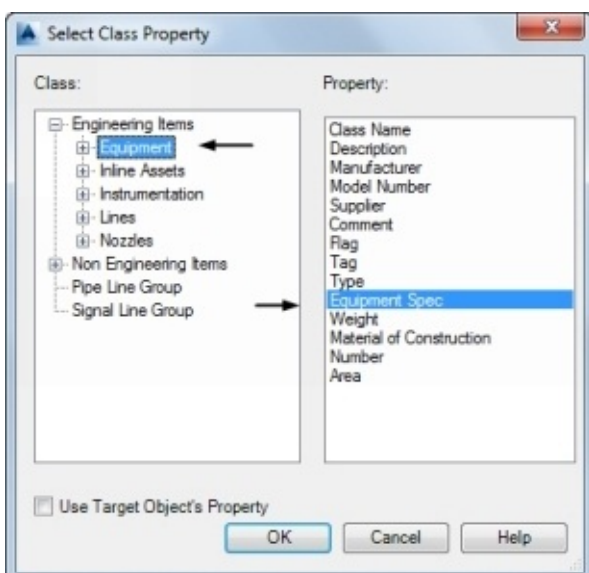 Select Class Property
Class:
Engineering Items
Equipment
Inline Assets
Instrumentation
Lines
Nozzles
Non Engineering Items
Pipe Line Group
Signal Line Group
Property:
Class Name
Description
Manufacturer
Model Number
Supplier
Comment
Flag
Tag
Type
Equipment Spec
Weight
Material of Construction
Number
Area
Use Target Object's Property
OK Cancel Help